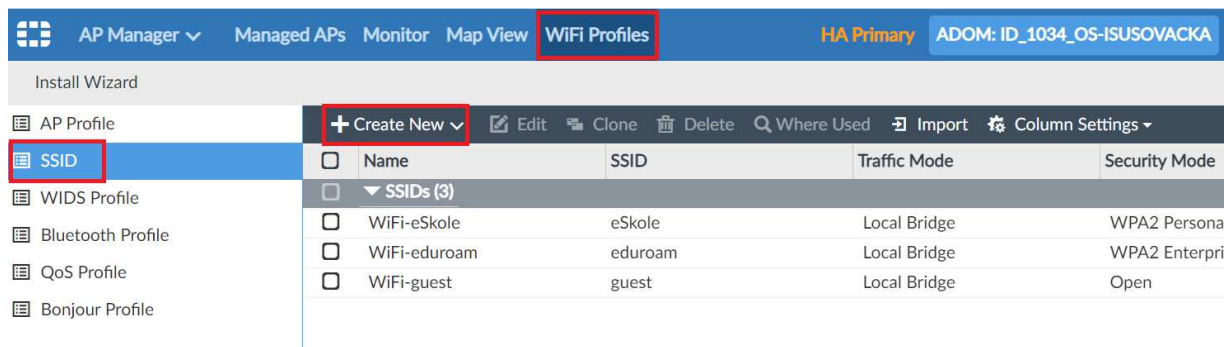 AP Manager Managed APs Monitor Map View WiFi Profiles HA Primary ADOM: ID_1034_OS-ISUSOVACKA
Install Wizard
AP Profile
SSID
WIDS Profile
Bluetooth Profile
QoS Profile
Bonjour Profile
Create New Edit Clone Delete Where Used Import Column Settings
Name SSID Traffic Mode Security Mode
SSIDs (3)
WiFi-eSkole eSkole Local Bridge WPA2 Persona
WiFi-eduroam eduroam Local Bridge WPA2 Enterpri
WiFi-guest guest Local Bridge Open